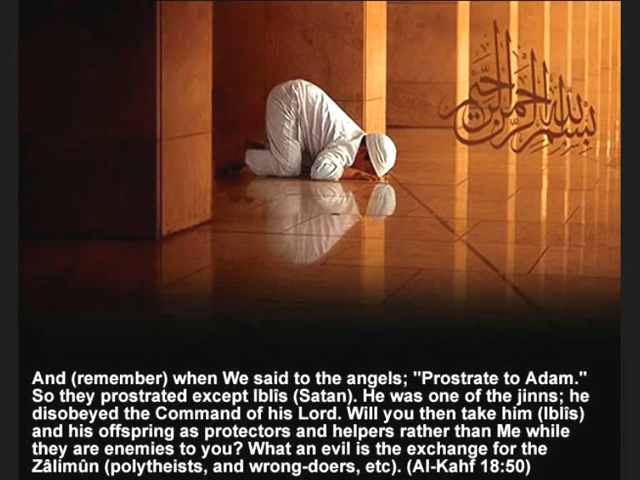 بسم الله الرحمن الرحيم
And (remember) when We said to the angels; "Prostrate to Adam."
So they prostrated except Iblîs (Satan). He was one of the jinns; he
disobeyed the Command of his Lord. Will you then take him (Iblîs)
and his offspring as protectors and helpers rather than Me while
they are enemies to you? What an evil is the exchange for the
Zâlimûn (polytheists, and wrong-doers, etc). (Al-Kahf 18:50)